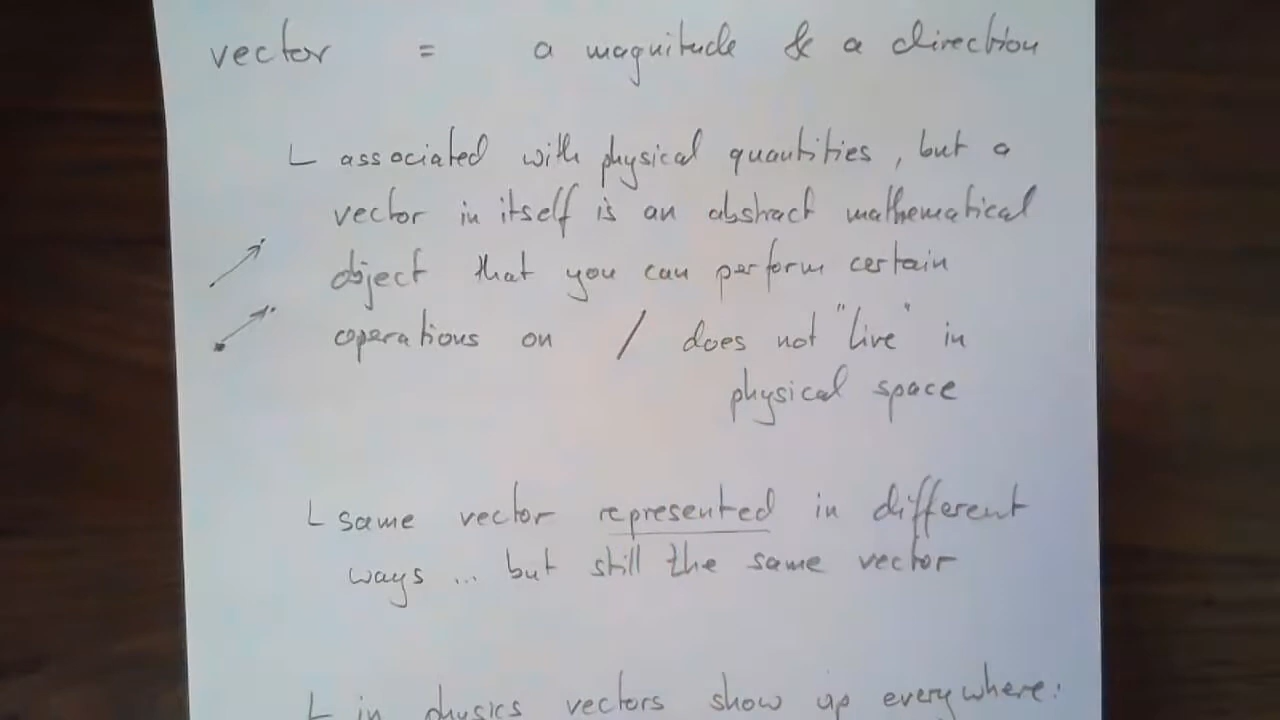 vector = a magnitude & a direction
L associated with physical quantities, but a
vector in itself is an abstract mathematical
object that you can perform certain
operations on / does not "live" in
physical space
L same vector represented in different
ways ... but still the same vector
L in physics vectors show up everywhere: